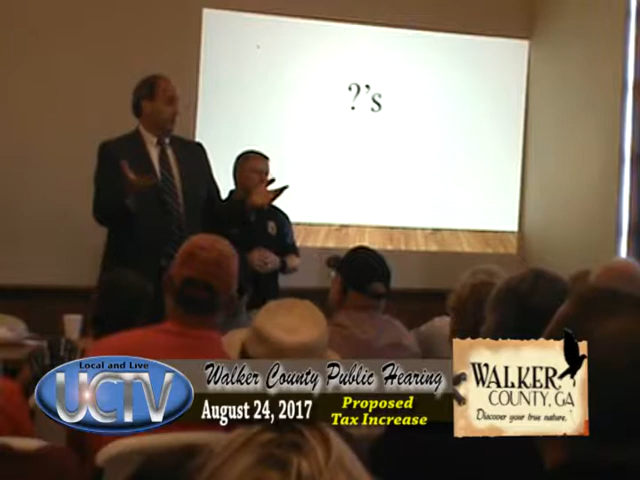 ?'s
Local and Live
UCTV
Walker County Public Hearing
August 24, 2017
Proposed
Tax Increase
WALKER
COUNTY, GA
Discover your true nature.